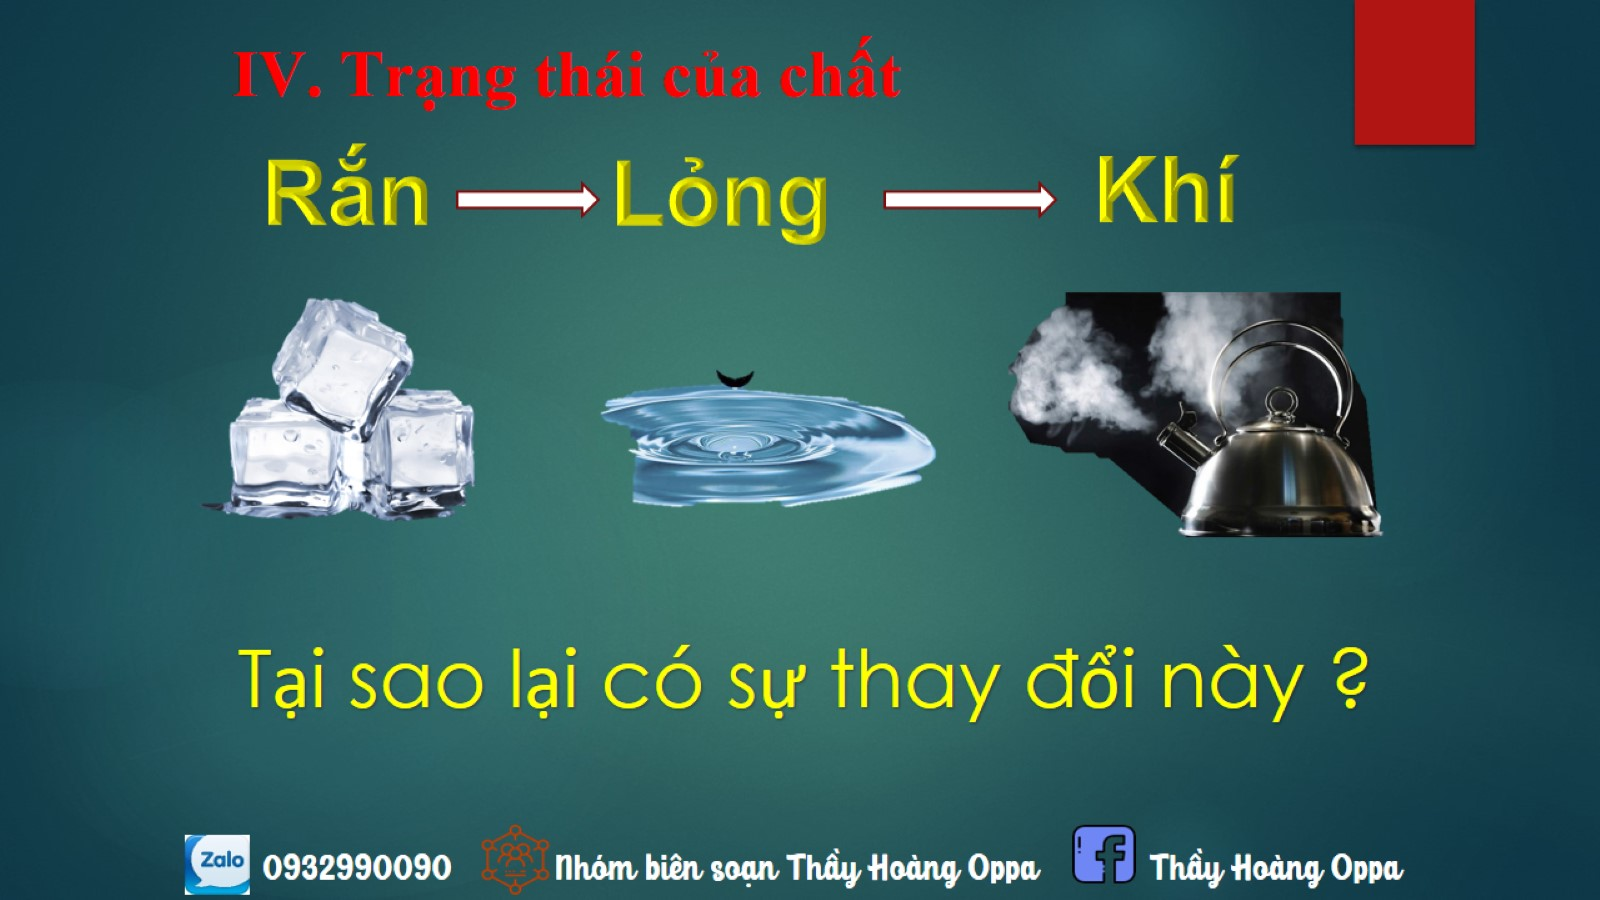 IV. Trạng thái của chất
Rắn Lỏng Khí
Tại sao lại có sự thay đổi này ?
Zalo 0932990090 Nhóm biên soạn Thầy Hoàng Oppa Thầy Hoàng Oppa